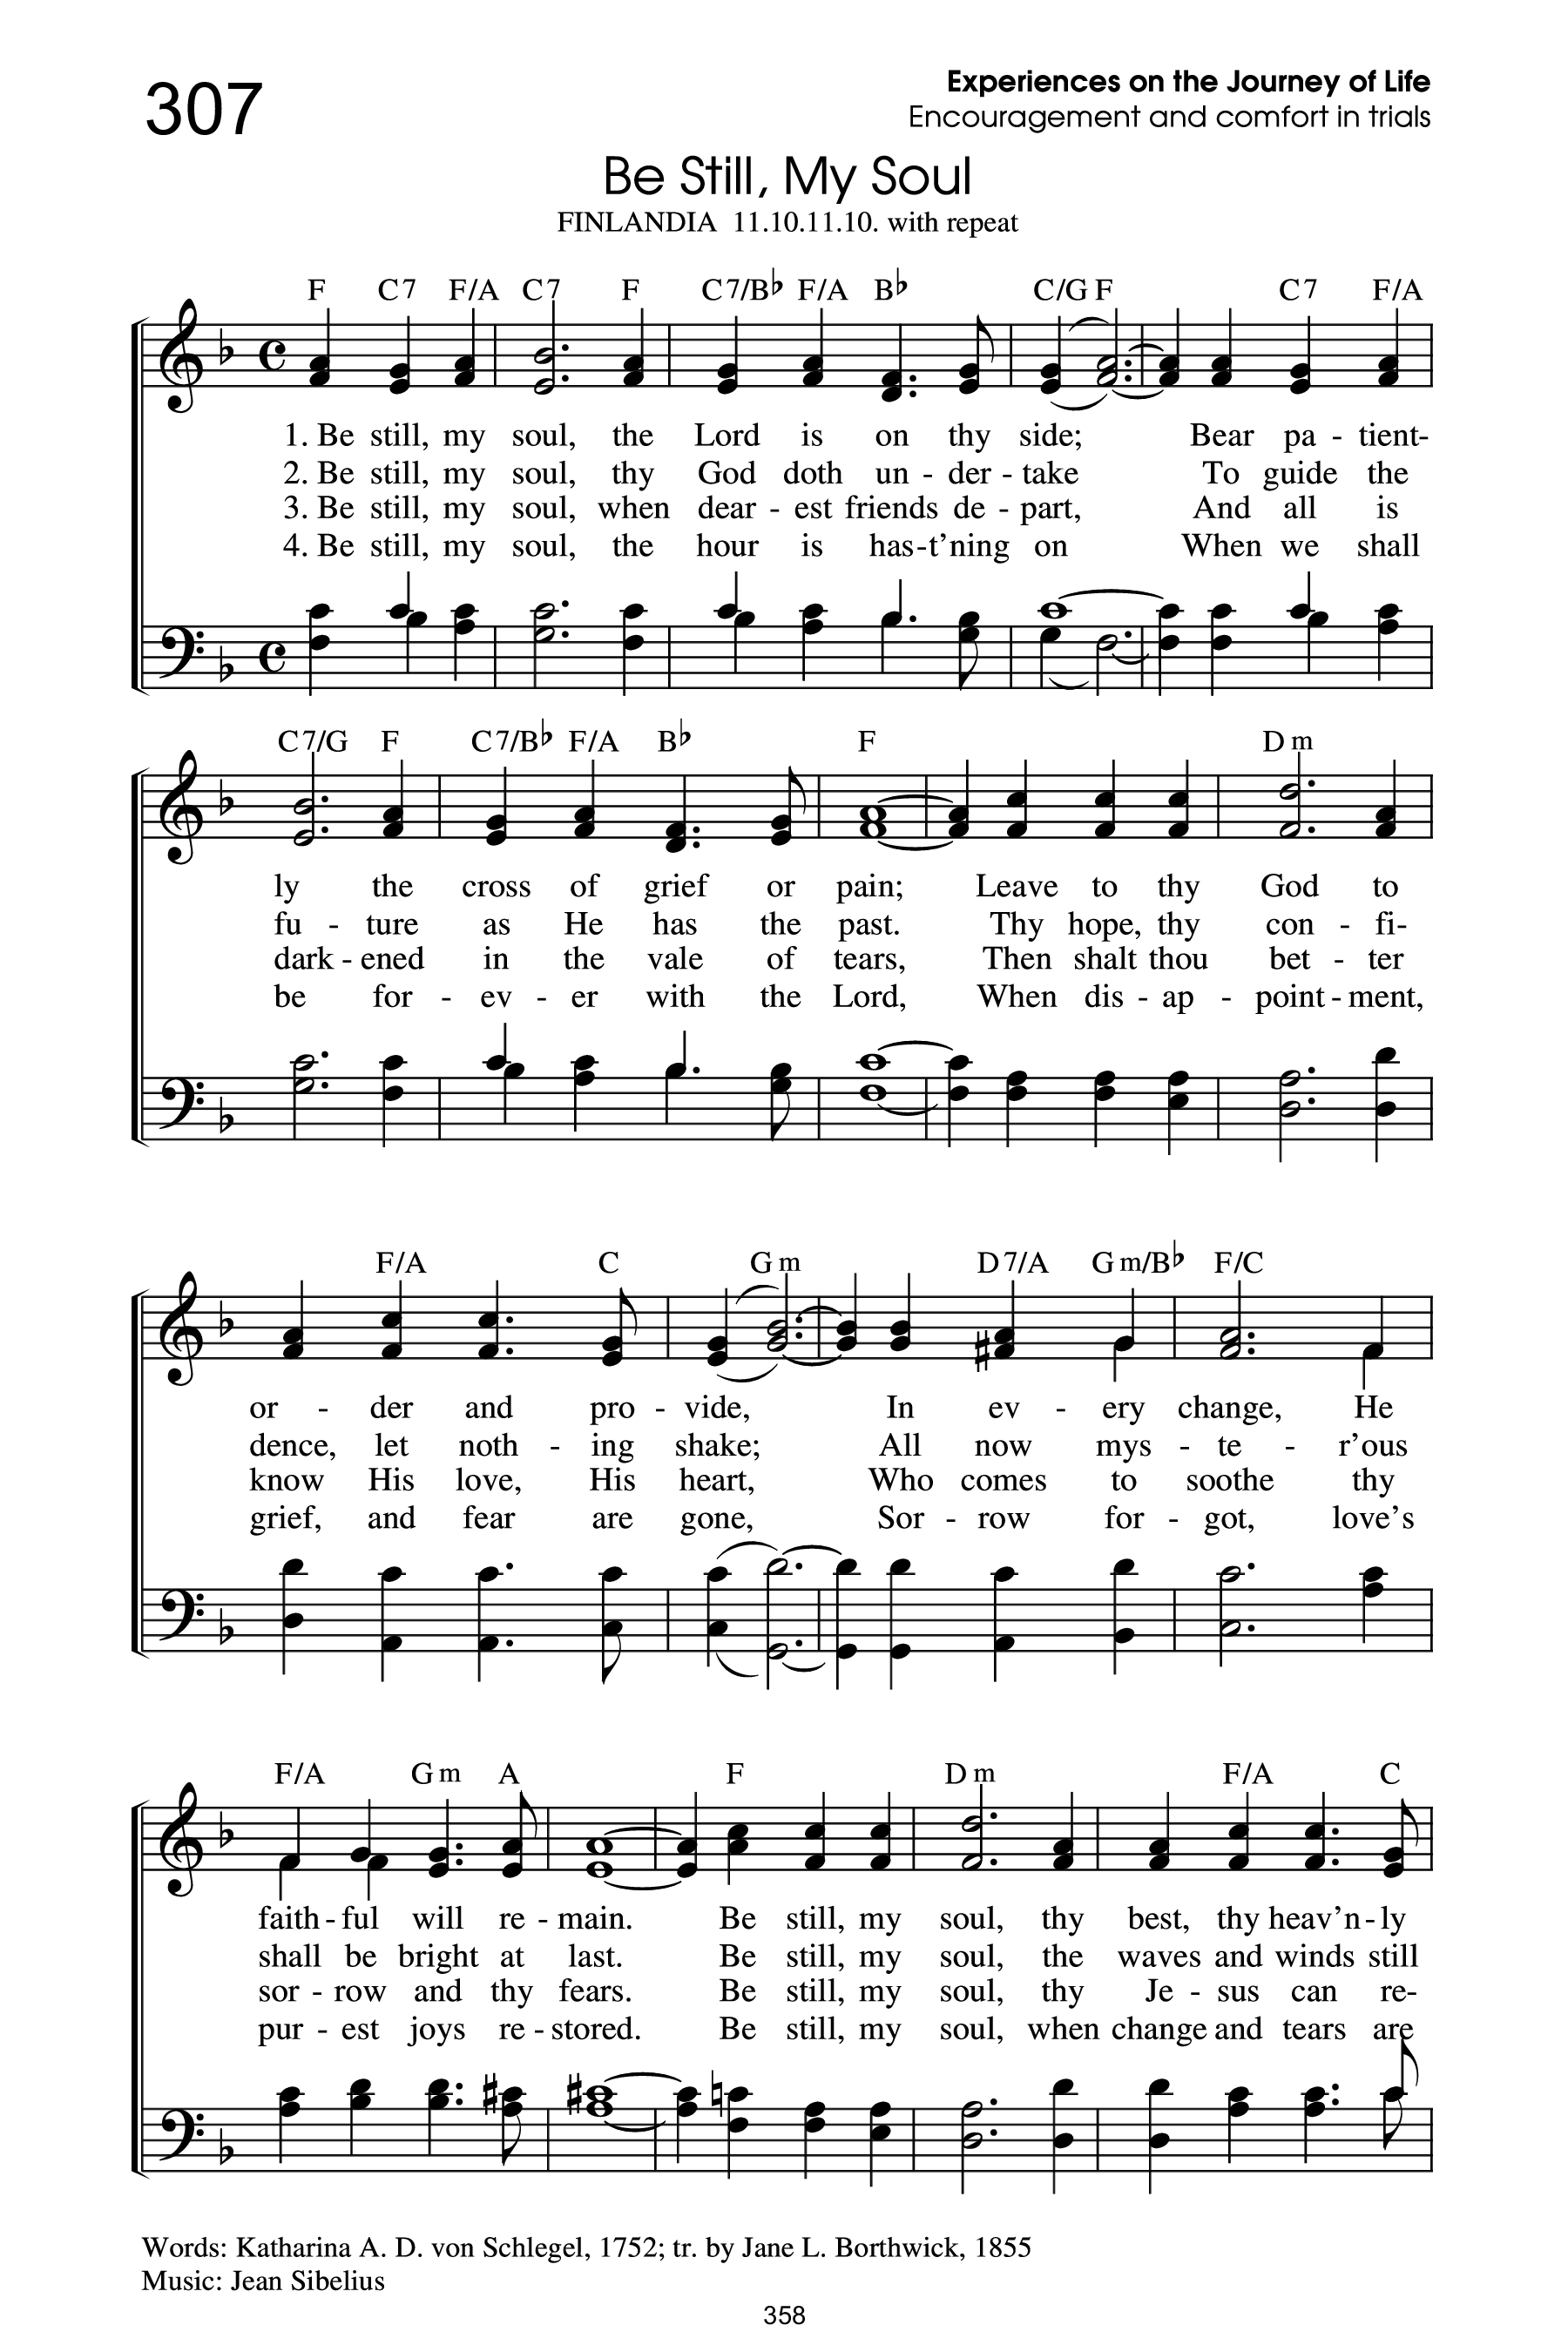 307
Experiences on the Journey of Life
Encouragement and comfort in trials
Be Still, My Soul
FINLANDIA 11.10.11.10. with repeat
F C7 F/A C7 F C7/B♭ F/A B♭ C/G F C7 F/A
1. Be still, my soul, the Lord is on thy side; Bear pa - tient-
2. Be still, my soul, thy God doth un - der - take To guide the
3. Be still, my soul, when dear - est friends de - part, And all is
4. Be still, my soul, the hour is has-t’ning on When we shall
C7/G F C7/B♭ F/A B♭ F Dm
ly the cross of grief or pain; Leave to thy God to
fu - ture as He has the past. Thy hope, thy con - fi-
dark - ened in the vale of tears, Then shalt thou bet - ter
be for - ev - er with the Lord, When dis - ap - point - ment,
F/A C Gm D7/A Gm/B♭ F/C
or - der and pro - vide, In ev - ery change, He
dence, let noth - ing shake; All now mys - te - r’ous
know His love, His heart, Who comes to soothe thy
grief, and fear are gone, Sor - row for - got, love’s
F/A Gm A F Dm F/A C
faith - ful will re - main. Be still, my soul, thy best, thy heav’n - ly
shall be bright at last. Be still, my soul, the waves and winds still
sor - row and thy fears. Be still, my soul, thy Je - sus can re-
pur - est joys re - stored. Be still, my soul, when change and tears are
Words: Katharina A. D. von Schlegel, 1752; tr. by Jane L. Borthwick, 1855
Music: Jean Sibelius
358